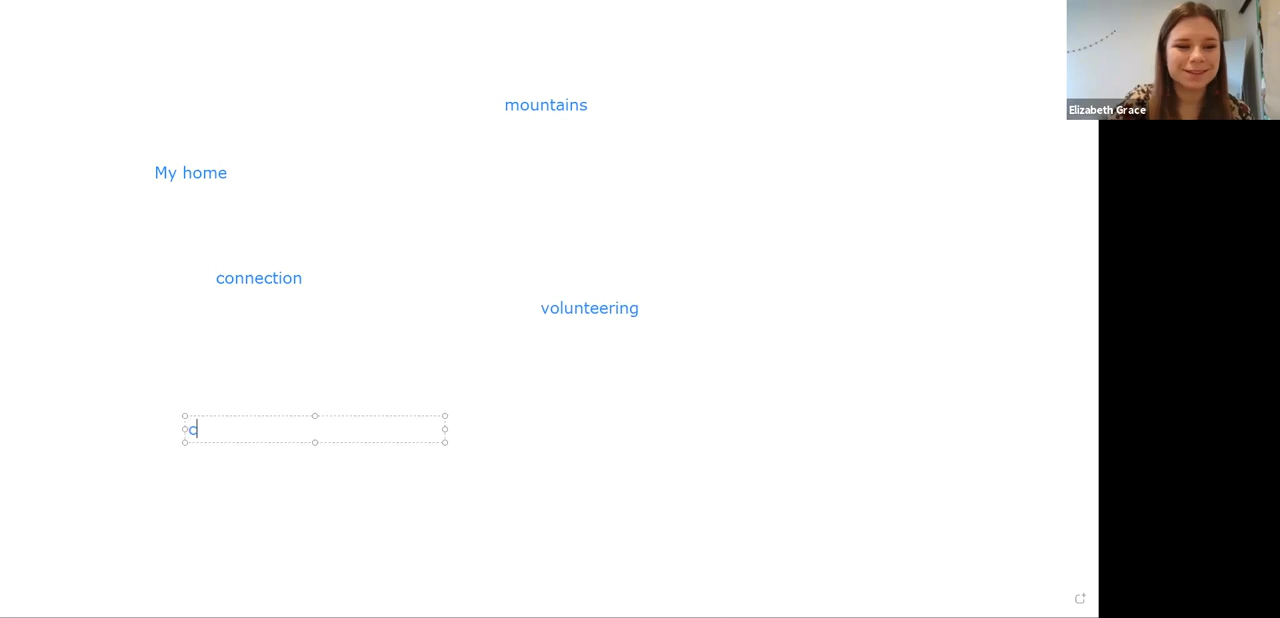 mountains
Elizabeth Grace
My home
connection
volunteering
c